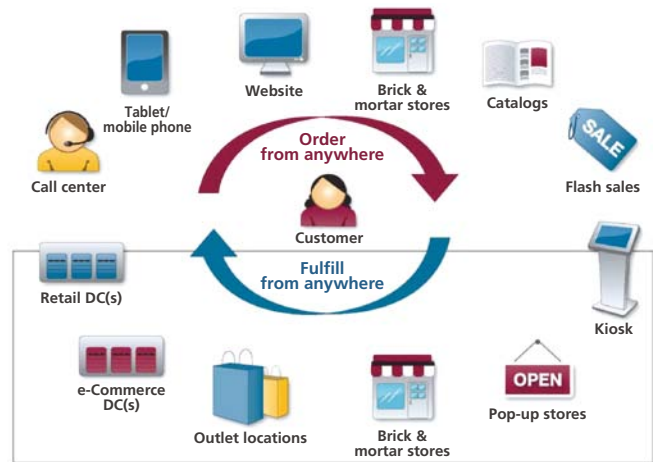 Website
Brick &
mortar stores
Catalogs
Tablet/
mobile phone
SALE
Order
from anywhere
Call center
Flash sales
Customer
Fulfill
from anywhere
Retail DC(s)
Kiosk
e-Commerce
DC(s)
OPEN
Pop-up stores
Outlet locations
Brick &
mortar stores